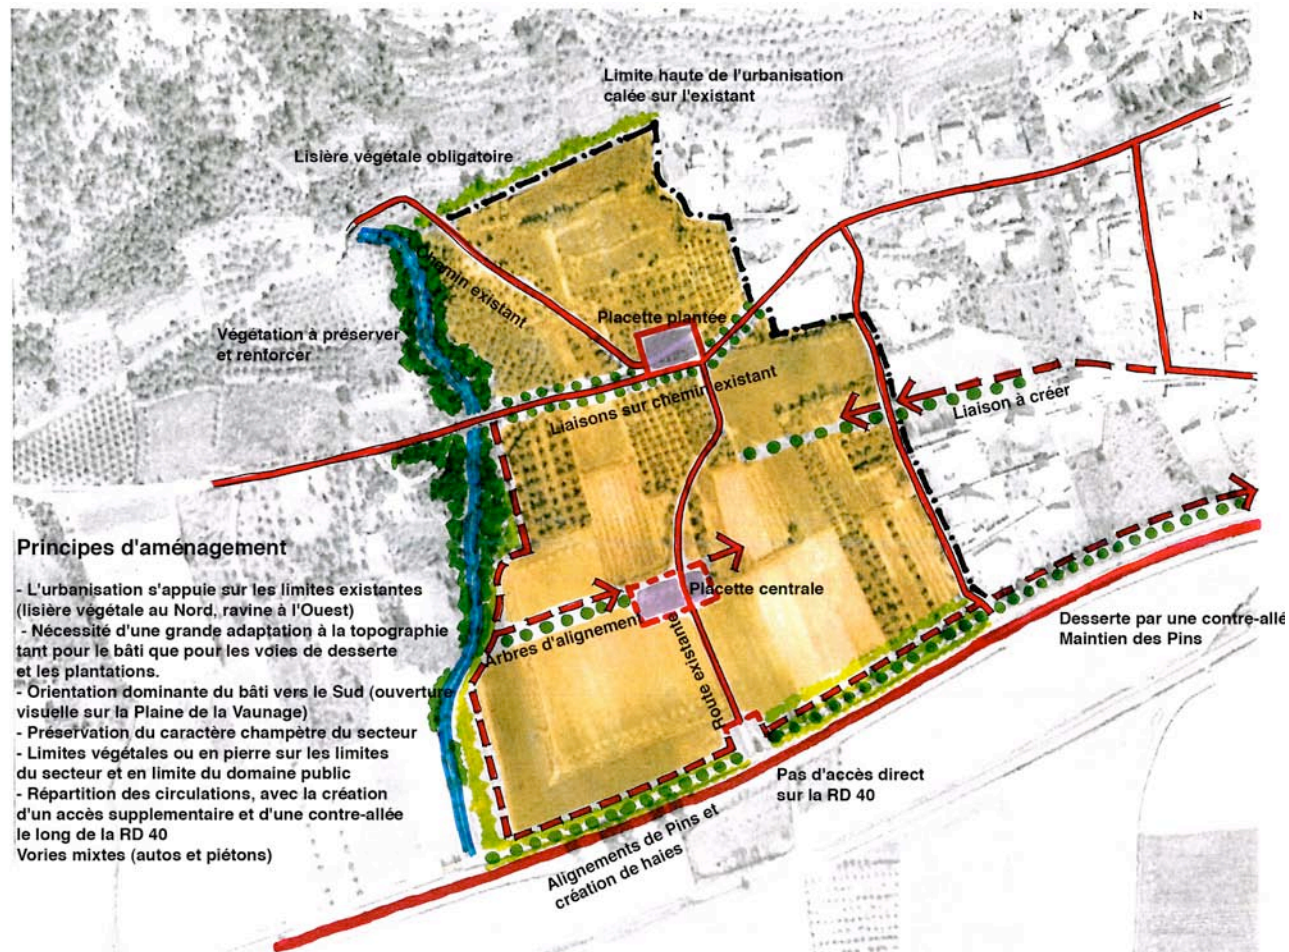 N
Limite haute de l'urbanisation
calée sur l'existant
Lisière végétale obligatoire
Chemin existant
Placette plantée
Végétation à préserver
et renforcer
Liaisons sur chemin existant
Liaison à créer
Principes d'aménagement
- L'urbanisation s'appuie sur les limites existantes
(lisière végétale au Nord, ravine à l'Ouest)
- Nécessité d'une grande adaptation à la topographie
tant pour le bâti que pour les voies de desserte
et les plantations.
- Orientation dominante du bâti vers le Sud (ouverture
visuelle sur la Plaine de la Vaunage)
- Préservation du caractère champètre du secteur
- Limites végétales ou en pierre sur les limites
du secteur et en limite du domaine public
- Répartition des circulations, avec la création
d'un accès supplementaire et d'une contre-allée
le long de la RD 40
Vories mixtes (autos et piétons)
Placette centrale
Arbres d'alignement
Route existante
Desserte par une contre-allé
Maintien des Pins
Pas d'accès direct
sur la RD 40
Alignements de Pins et
création de haies